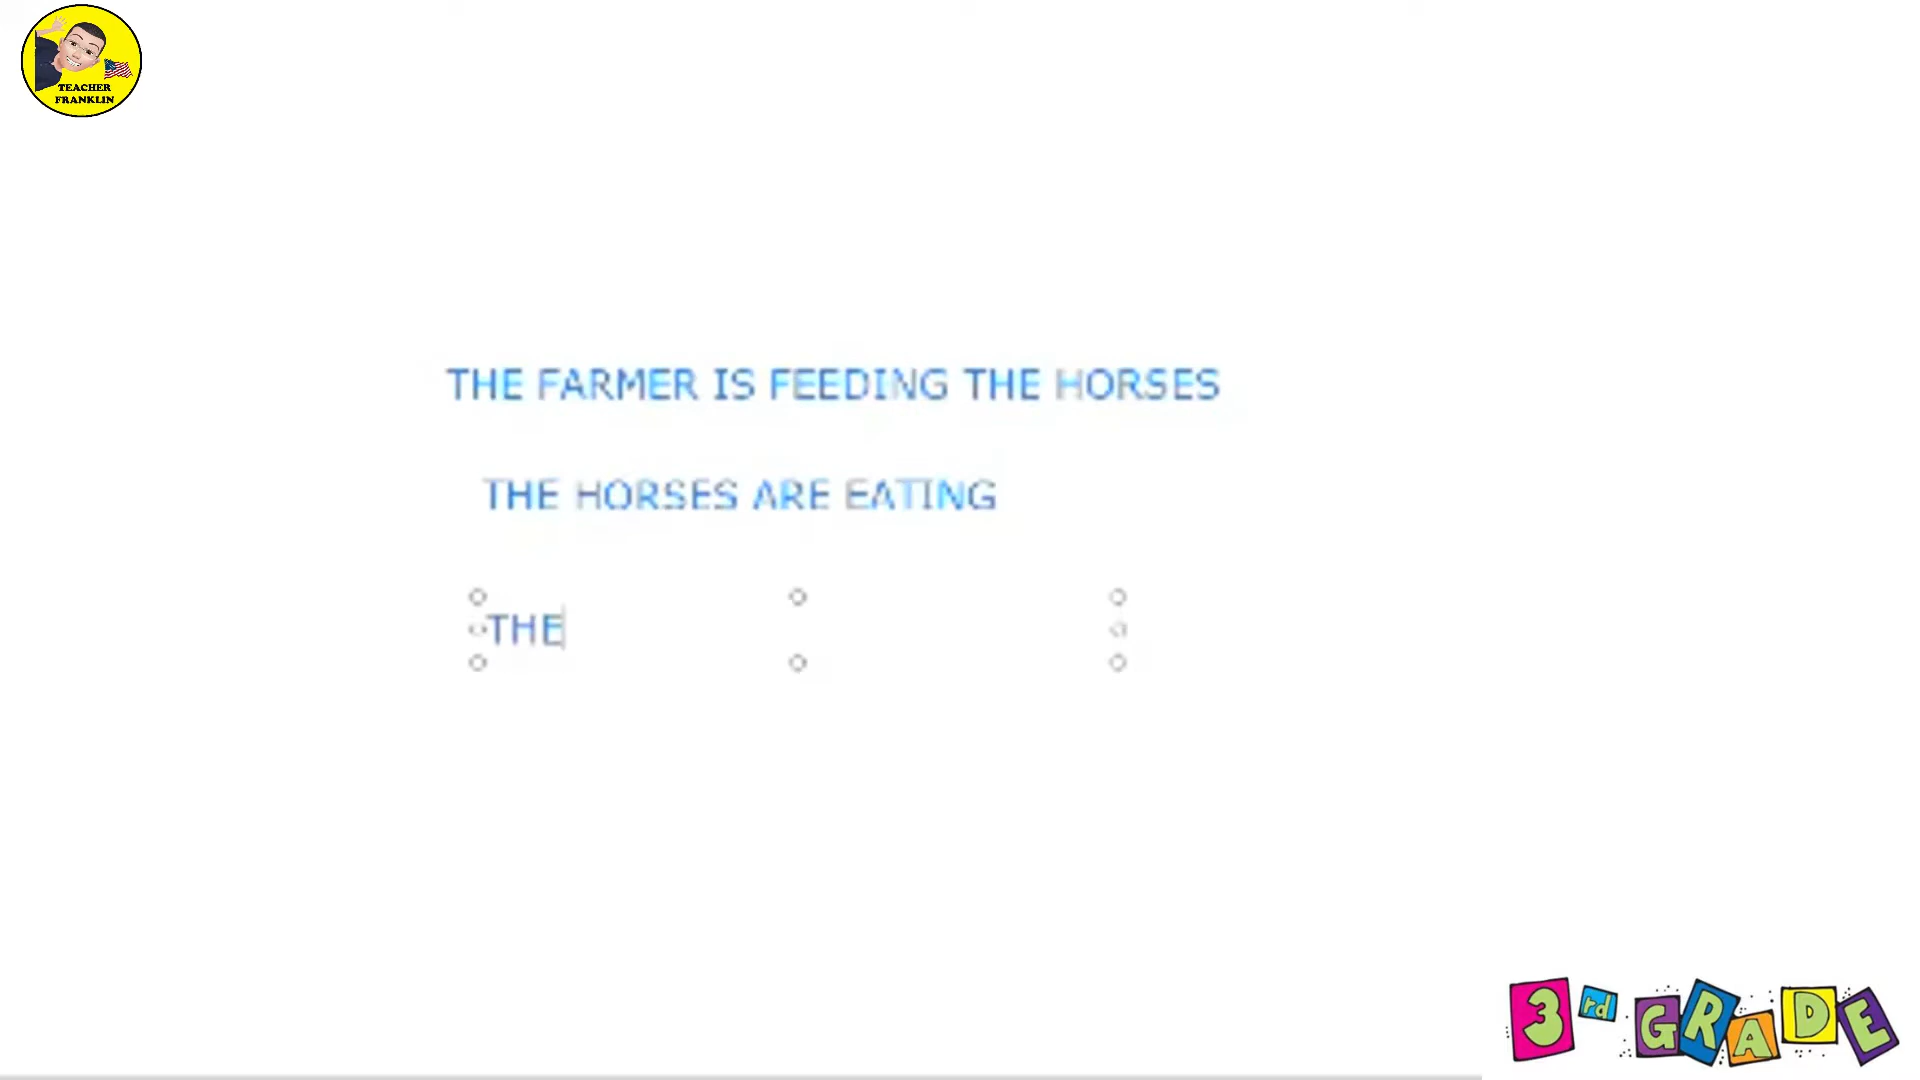 TEACHER
FRANKLIN
THE FARMER IS FEEDING THE HORSES
THE HORSES ARE EATING
THE
3rd GRADE